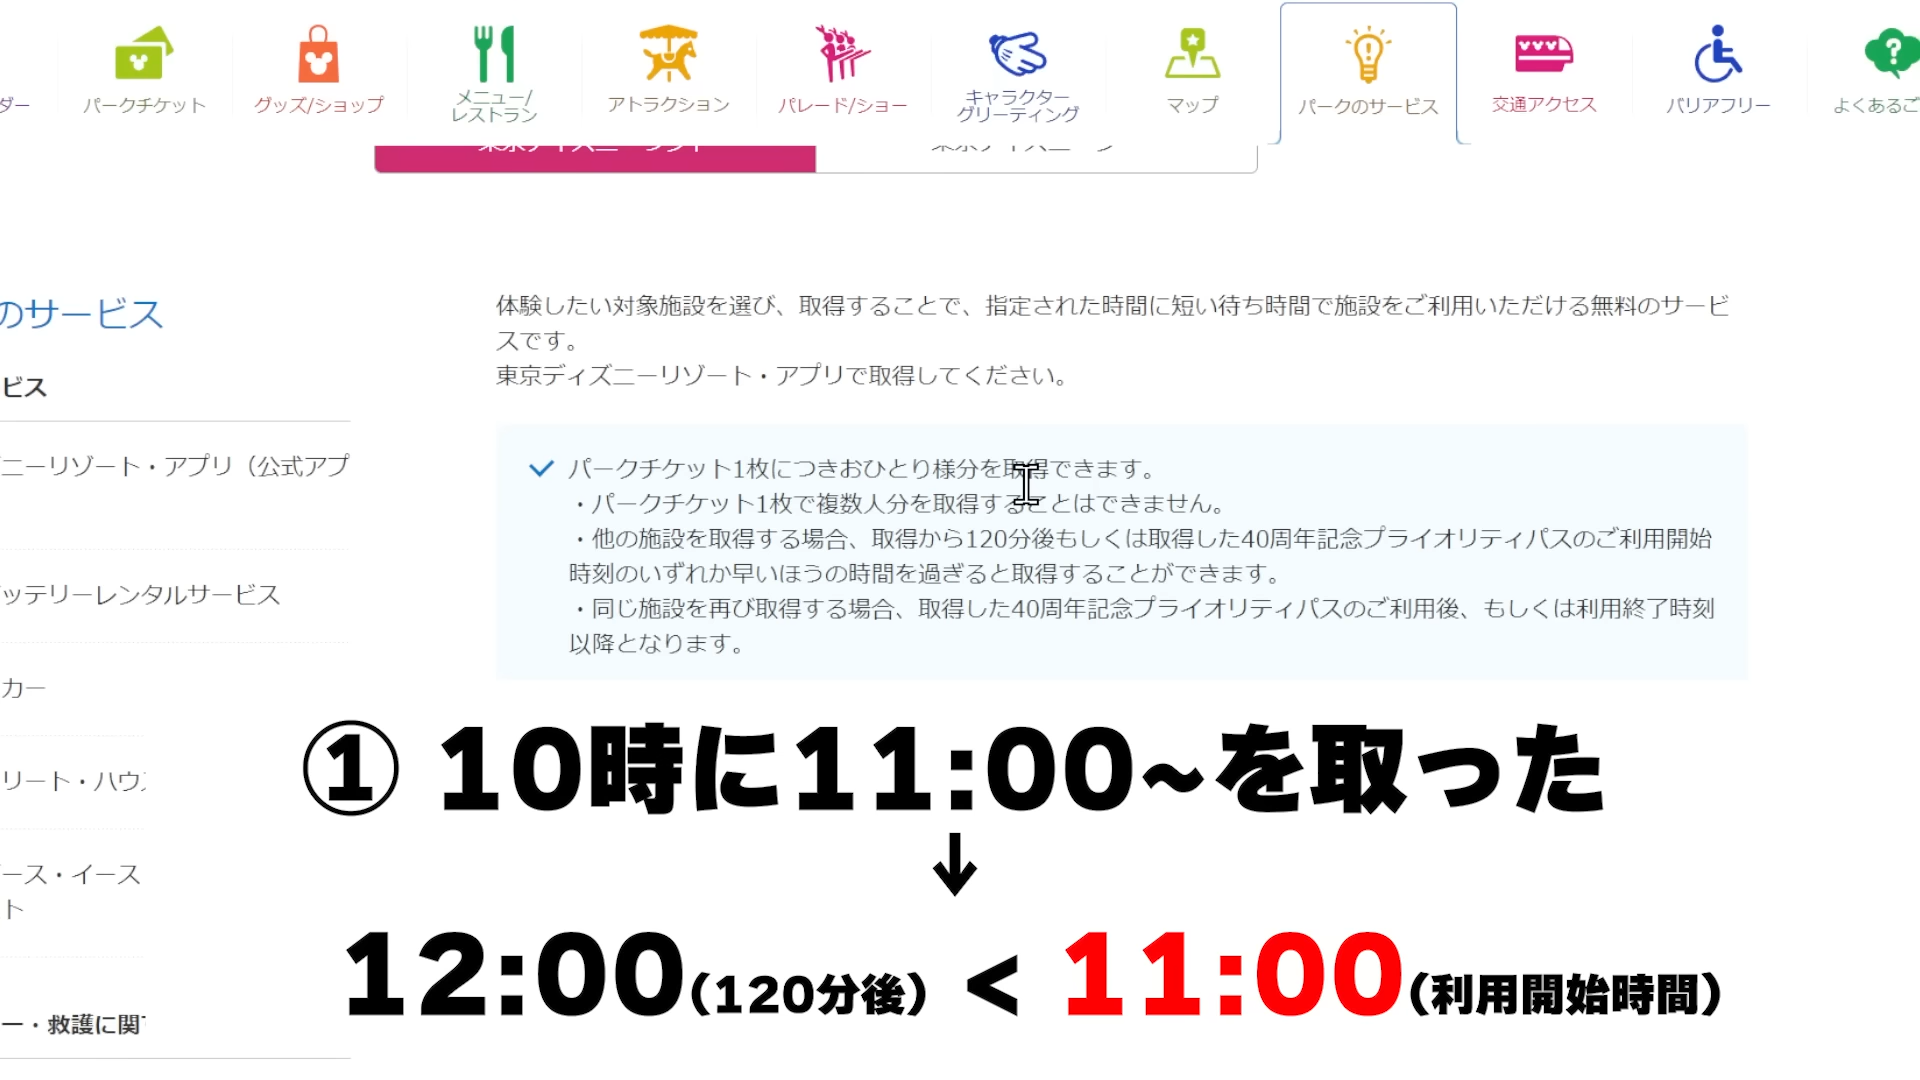 ダー
パークチケット
グッズ/ショップ
メニュー/
レストラン
アトラクション
パレード/ショー
キャラクター
グリーティング
マップ
パークのサービス
交通アクセス
バリアフリー
よくあるご
東京ディズニーランド
東京ディズニーシー
のサービス
体験したい対象施設を選び、取得することで、指定された時間に短い待ち時間で施設をご利用いただける無料のサービ
スです。
東京ディズニーリゾート・アプリで取得してください。
ビス
ニーリゾート・アプリ（公式アプ
ッテリーレンタルサービス
カー
リート・ハウス
ース・イース
ト
ー・救護に関
パークチケット1枚につきおひとり様分を取得できます。
・パークチケット1枚で複数人分を取得することはできません。
・他の施設を取得する場合、取得から120分後もしくは取得した40周年記念プライオリティパスのご利用開始
時刻のいずれか早いほうの時間を過ぎると取得することができます。
・同じ施設を再び取得する場合、取得した40周年記念プライオリティパスのご利用後、もしくは利用終了時刻
以降となります。
① 10時に11:00~を取った
↓
12:00(120分後) < 11:00(利用開始時間)